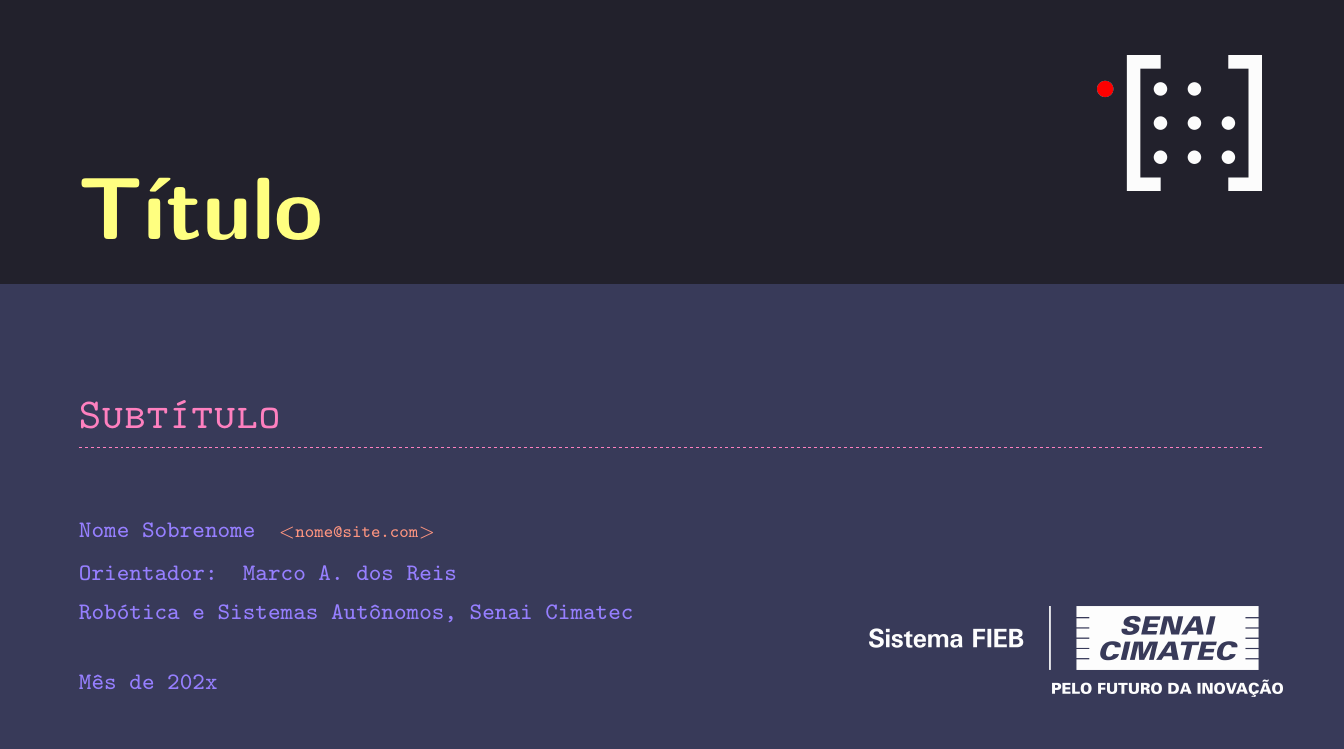 Título
Subtítulo
Nome Sobrenome <nome@site.com>
Orientador: Marco A. dos Reis
Robótica e Sistemas Autônomos, Senai Cimatec
Mês de 202x
Sistema FIEB
SENAI
CIMATEC
PELO FUTURO DA INOVAÇÃO